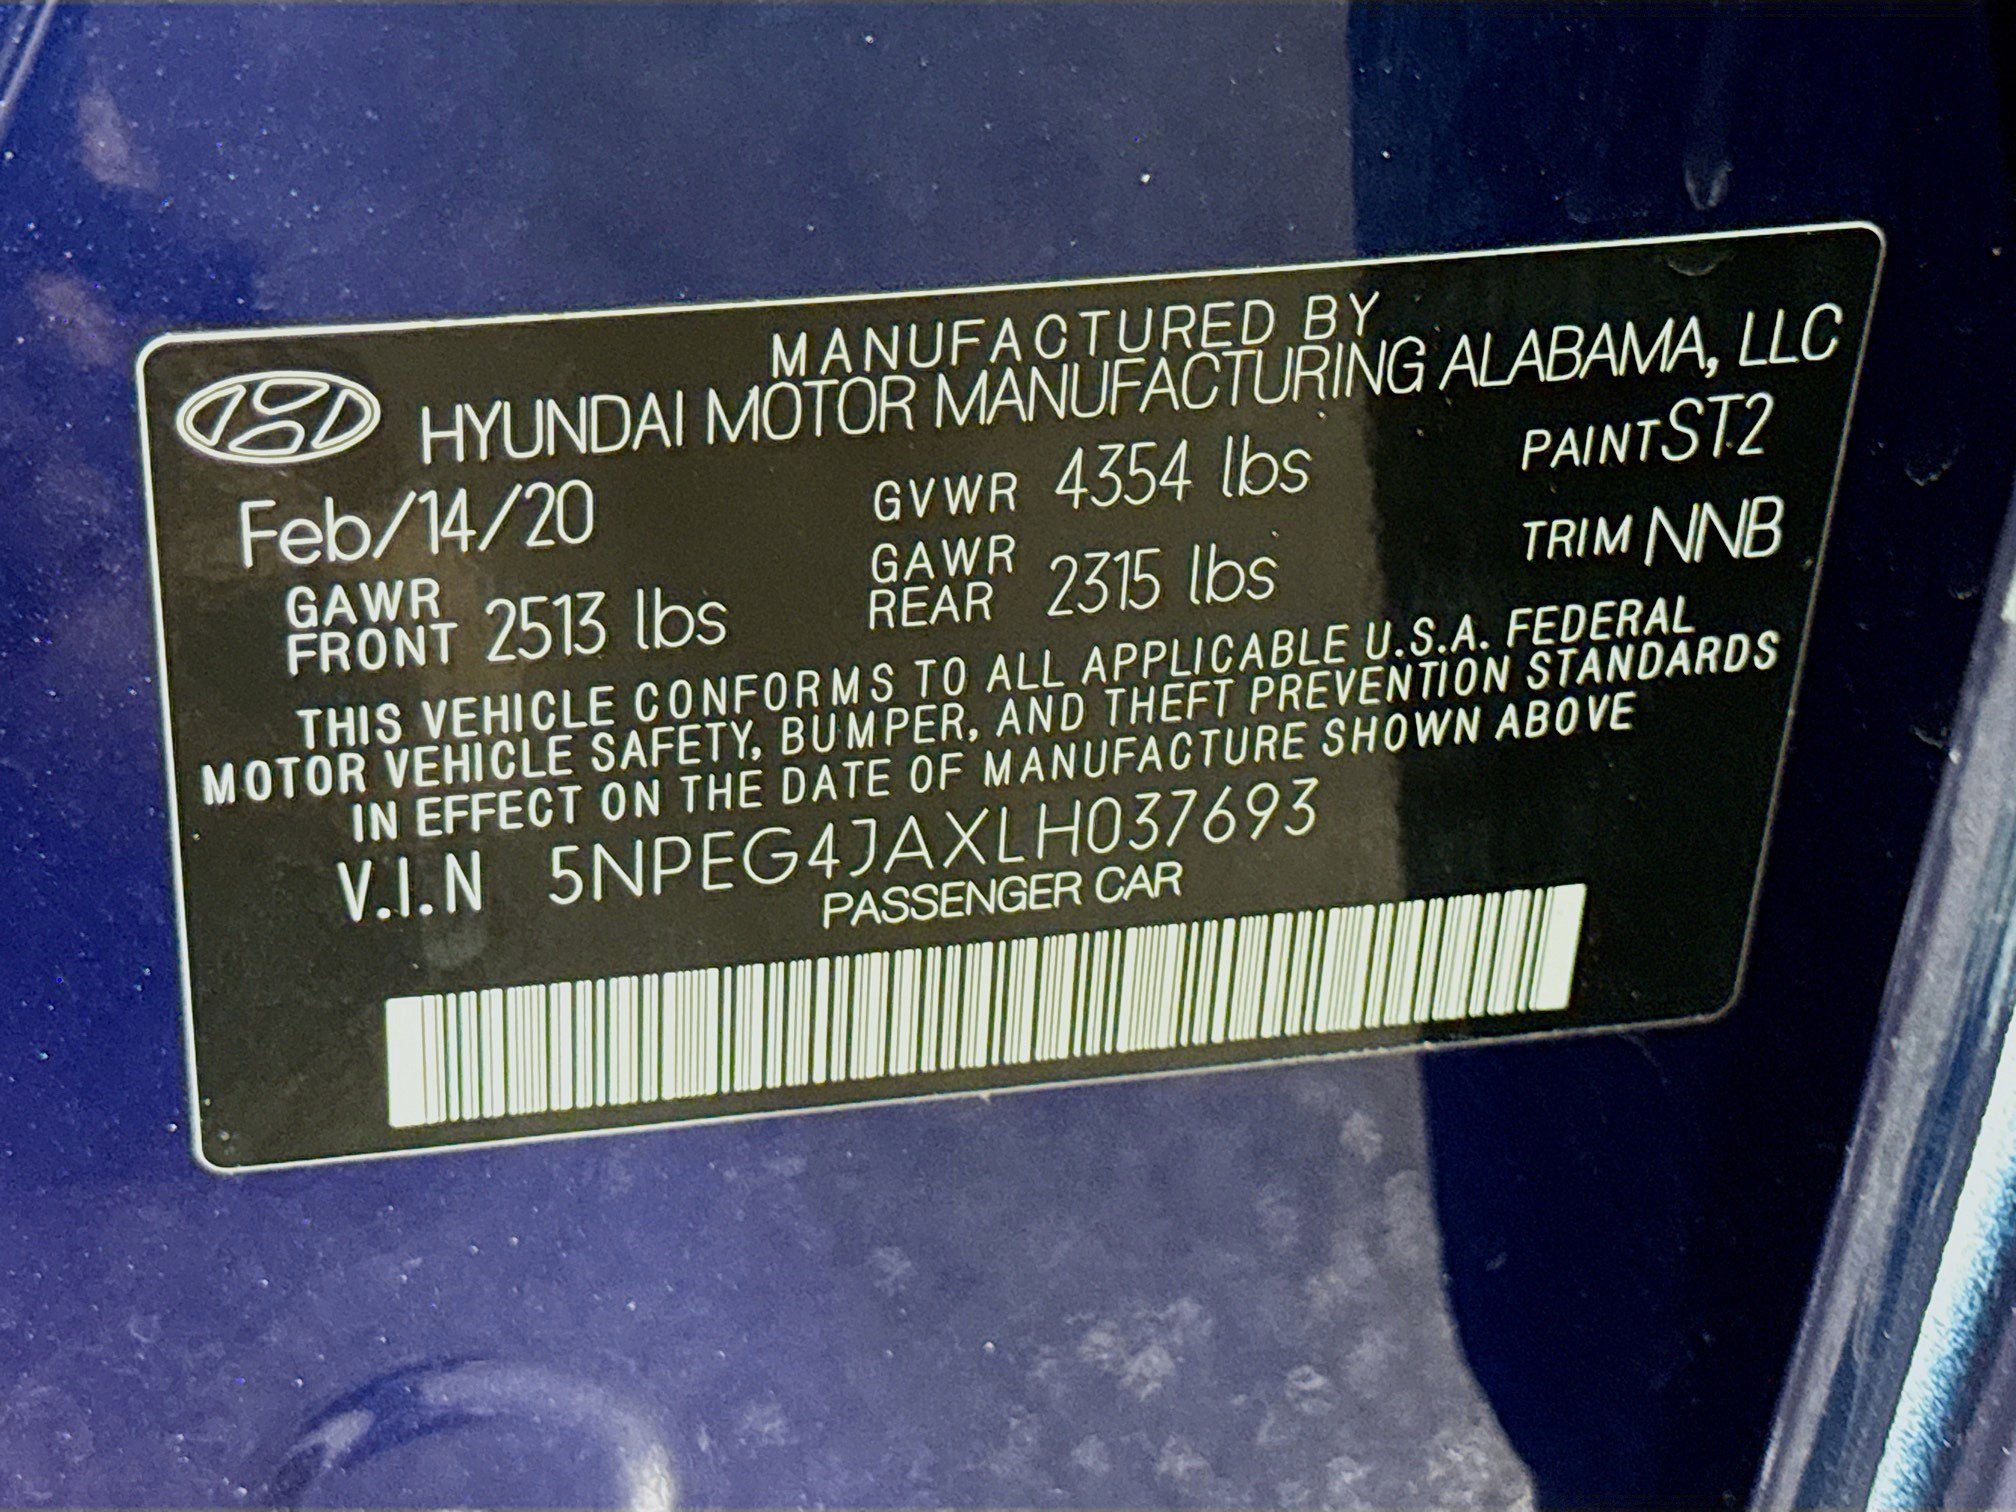 MANUFACTURED BY
HYUNDAI MOTOR MANUFACTURING ALABAMA, LLC
Feb/14/20 GVWR 4354 lbs PAINT ST2
GAWR FRONT 2513 lbs GAWR REAR 2315 lbs TRIM NNB
THIS VEHICLE CONFORMS TO ALL APPLICABLE U.S.A. FEDERAL
MOTOR VEHICLE SAFETY, BUMPER, AND THEFT PREVENTION STANDARDS
IN EFFECT ON THE DATE OF MANUFACTURE SHOWN ABOVE
V.I.N 5NPEG4JAXLH037693
PASSENGER CAR